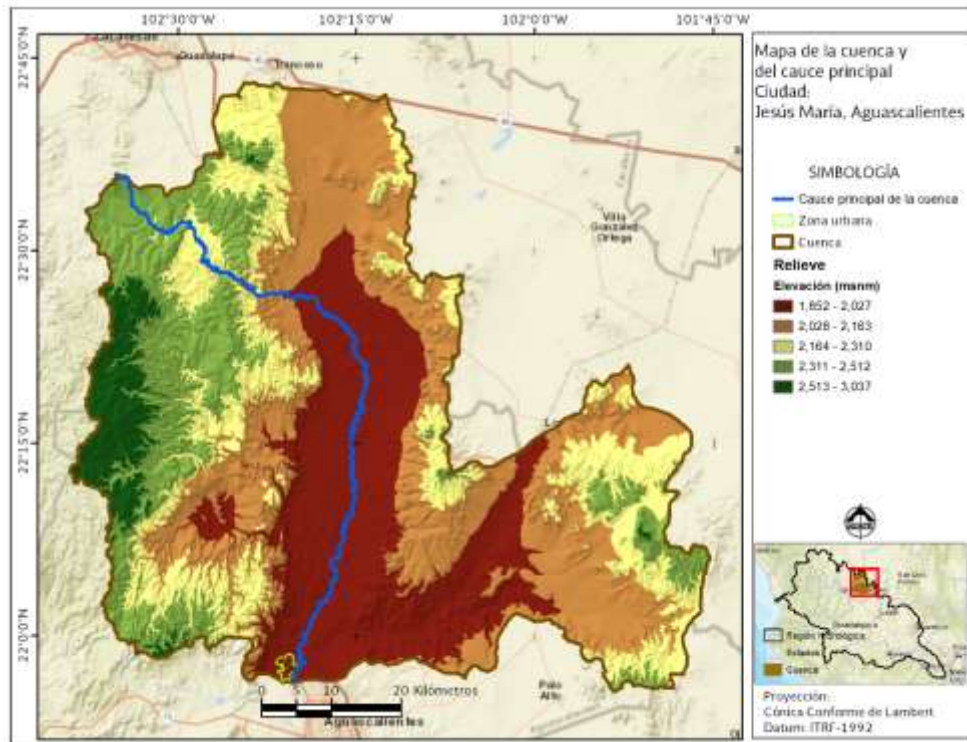 102°30'0"W
102°15'0"W
102°0'0"W
101°45'0"W
22°45'0"N
22°30'0"N
22°15'0"N
22°0'0"N
Zacatecas
Guadalupe
Trancoso
Villa
González
Ortega
Palo
Alto
0 5 10 20 Kilómetros
Aguascalientes
Mapa de la cuenca y
del cauce principal
Ciudad:
Jesús María, Aguascalientes
SIMBOLOGÍA
Cauce principal de la cuenca
Zona urbana
Cuenca
Relieve
Elevación (msnm)
1,852 - 2,027
2,028 - 2,163
2,164 - 2,310
2,311 - 2,512
2,513 - 3,037
Región hidrológica
Estados
Cuenca
Proyección:
Cónica Conforme de Lambert
Datum: ITRF-1992